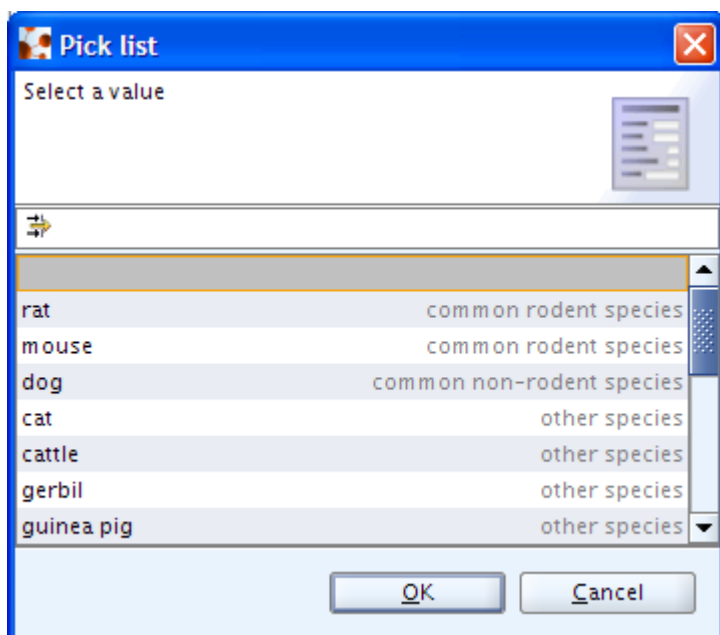 Pick list
Select a value
rat common rodent species
mouse common rodent species
dog common non-rodent species
cat other species
cattle other species
gerbil other species
guinea pig other species
OK Cancel